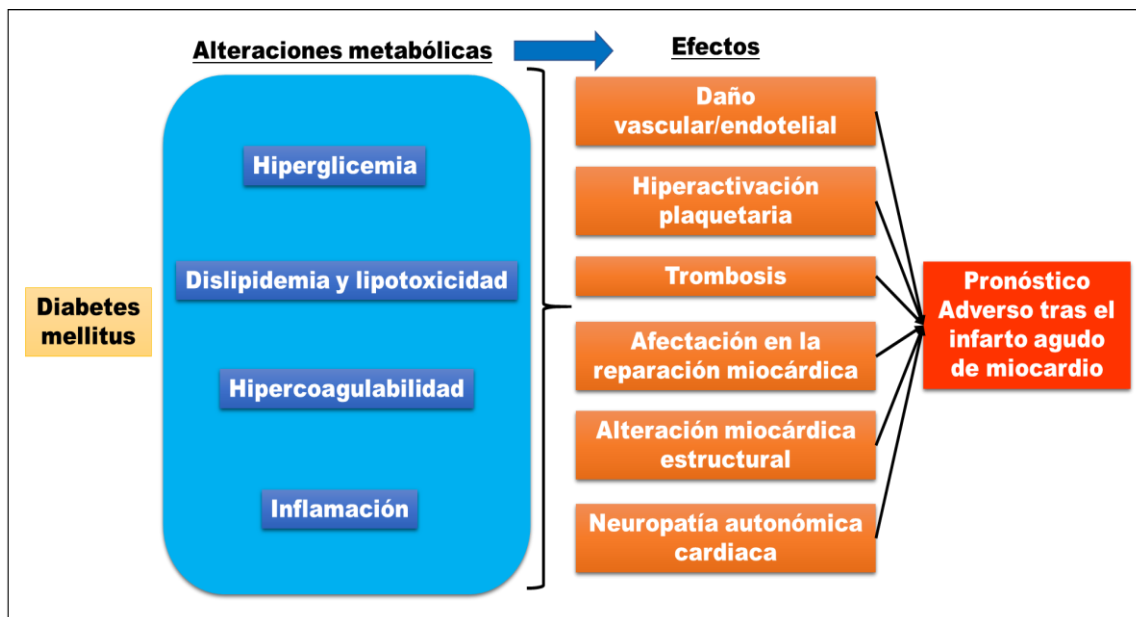 Alteraciones metabólicas
Efectos
Diabetes
mellitus
Hiperglicemia
Dislipidemia y lipotoxicidad
Hipercoagulabilidad
Inflamación
Daño
vascular/endotelial
Hiperactivación
plaquetaria
Trombosis
Afectación en la
reparación miocárdica
Alteración miocárdica
estructural
Neuropatía autonómica
cardiaca
Pronóstico
Adverso tras el
infarto agudo
de miocardio